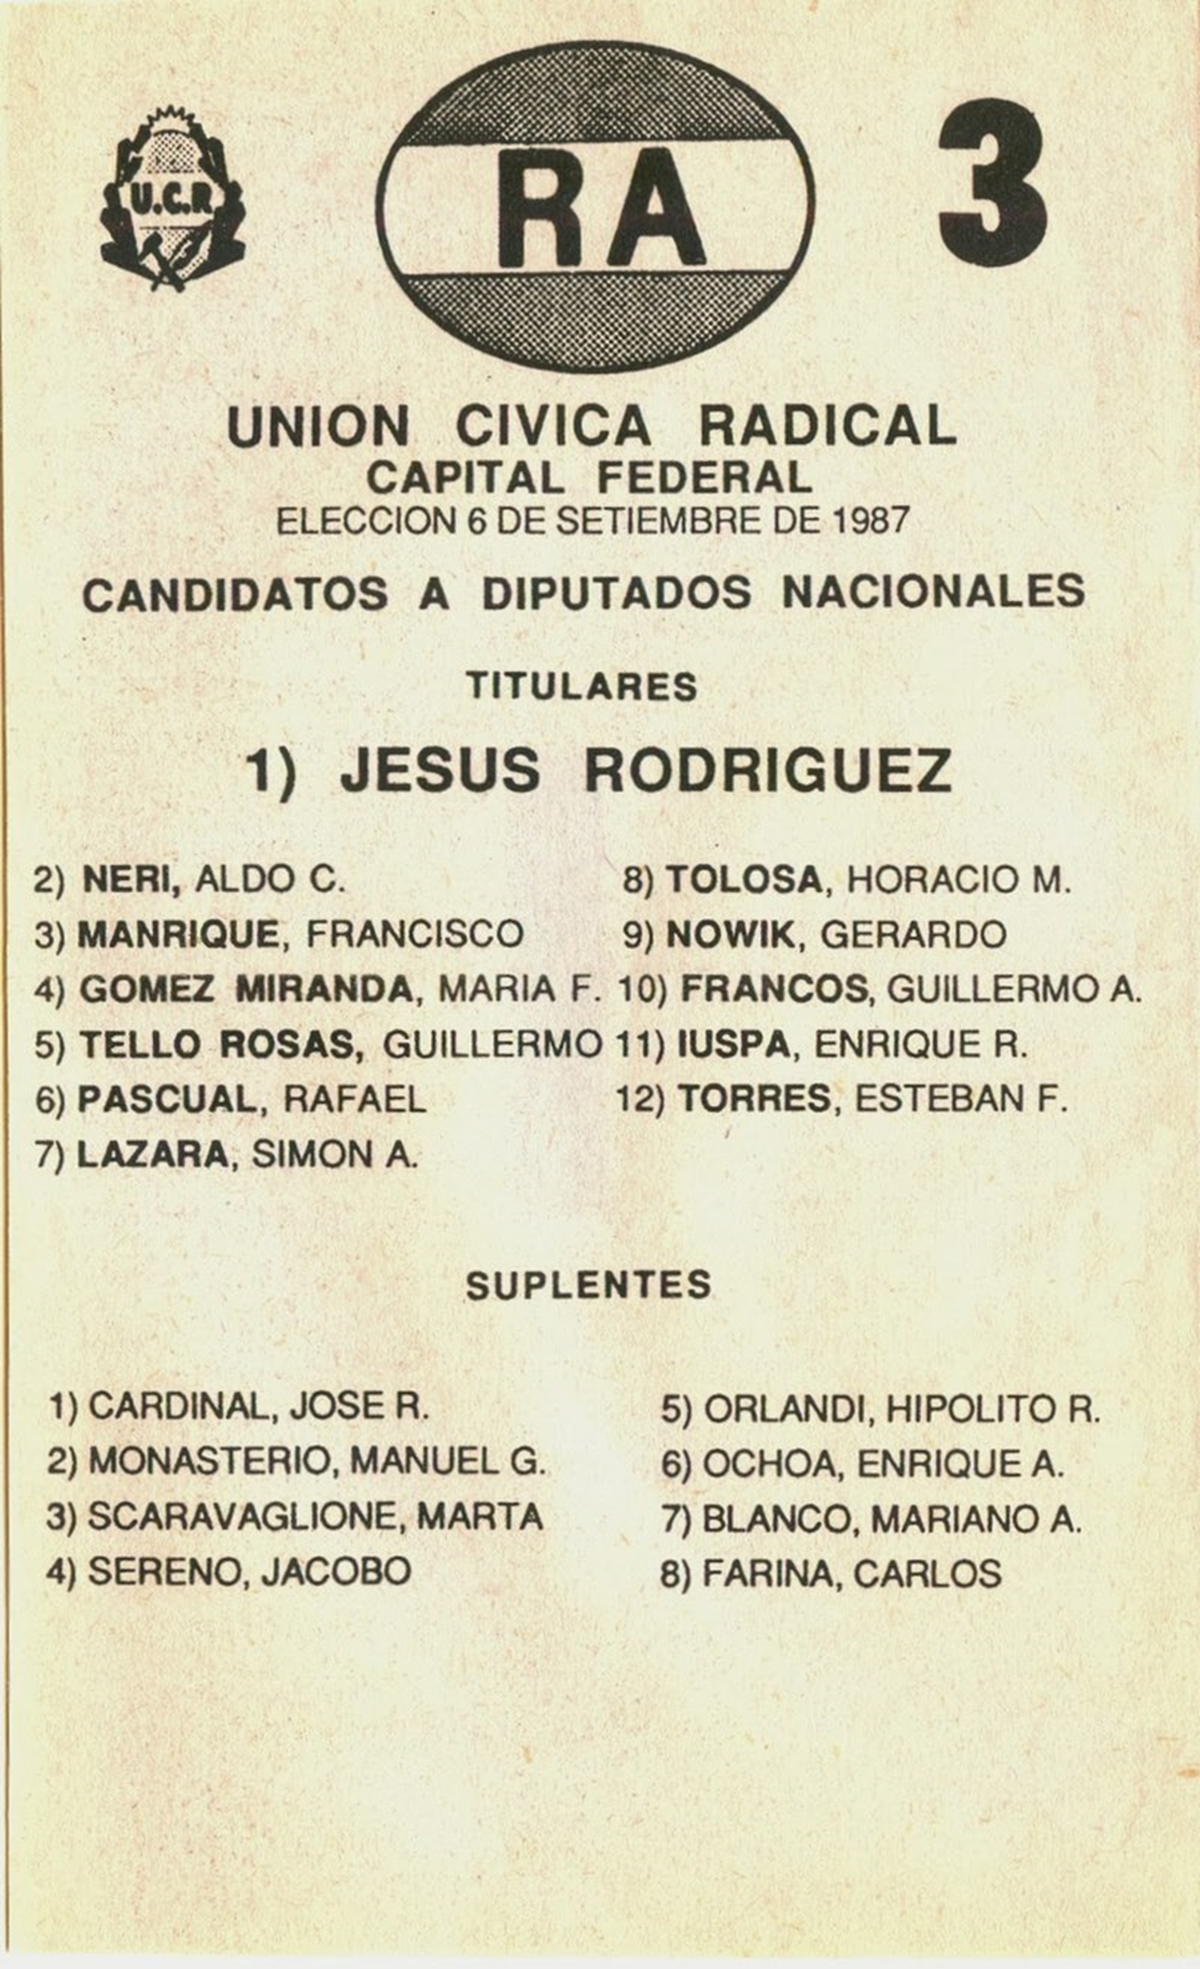 U.C.R.
RA
3
UNION CIVICA RADICAL
CAPITAL FEDERAL
ELECCION 6 DE SETIEMBRE DE 1987
CANDIDATOS A DIPUTADOS NACIONALES
TITULARES
1) JESUS RODRIGUEZ
2) NERI, ALDO C.
3) MANRIQUE, FRANCISCO
4) GOMEZ MIRANDA, MARIA F.
5) TELLO ROSAS, GUILLERMO
6) PASCUAL, RAFAEL
7) LAZARA, SIMON A.
8) TOLOSA, HORACIO M.
9) NOWIK, GERARDO
10) FRANCOS, GUILLERMO A.
11) IUSPA, ENRIQUE R.
12) TORRES, ESTEBAN F.
SUPLENTES
1) CARDINAL, JOSE R.
2) MONASTERIO, MANUEL G.
3) SCARAVAGLIONE, MARTA
4) SERENO, JACOBO
5) ORLANDI, HIPOLITO R.
6) OCHOA, ENRIQUE A.
7) BLANCO, MARIANO A.
8) FARINA, CARLOS